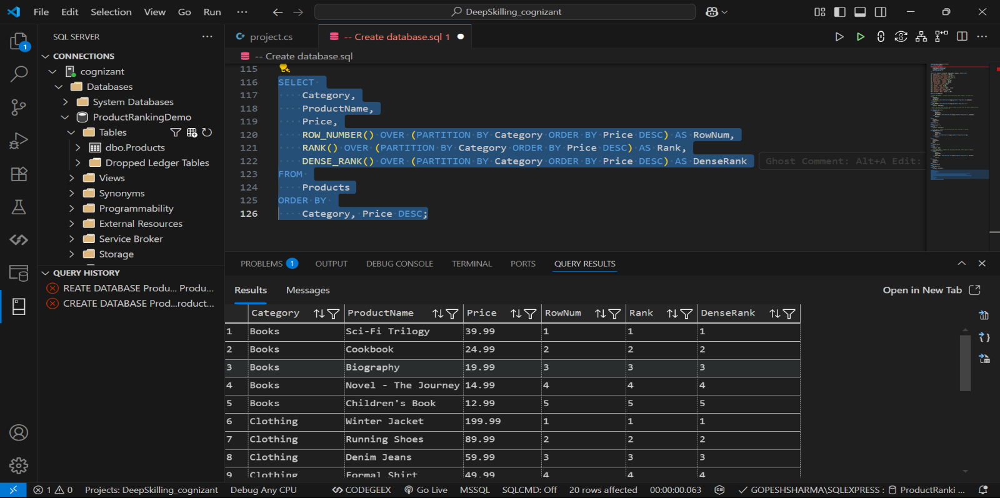 File Edit Selection View Go Run ··· DeepSkilling_cognizant
SQL SERVER ···
CONNECTIONS
cognizant
Databases
System Databases
ProductRankingDemo
Tables
dbo.Products
Dropped Ledger Tables
Views
Synonyms
Programmability
External Resources
Service Broker
Storage
QUERY HISTORY
REATE DATABASE Produ... Produ...
CREATE DATABASE Prod...roduct...
1
project.cs -- Create database.sql 1
-- Create database.sql
115
116 SELECT
117 Category,
118 ProductName,
119 Price,
120 ROW_NUMBER() OVER (PARTITION BY Category ORDER BY Price DESC) AS RowNum,
121 RANK() OVER (PARTITION BY Category ORDER BY Price DESC) AS Rank,
122 DENSE_RANK() OVER (PARTITION BY Category ORDER BY Price DESC) AS DenseRank Ghost Comment: Alt+A Edit:
123 FROM
124 Products
125 ORDER BY
126 Category, Price DESC;
PROBLEMS 1 OUTPUT DEBUG CONSOLE TERMINAL PORTS QUERY RESULTS
Results Messages Open in New Tab
Category ProductName Price RowNum Rank DenseRank
1 Books Sci-Fi Trilogy 39.99 1 1 1
2 Books Cookbook 24.99 2 2 2
3 Books Biography 19.99 3 3 3
4 Books Novel - The Journey 14.99 4 4 4
5 Books Children's Book 12.99 5 5 5
6 Clothing Winter Jacket 199.99 1 1 1
7 Clothing Running Shoes 89.99 2 2 2
8 Clothing Denim Jeans 59.99 3 3 3
9 Clothing Formal Shirt 49.99 4 4 4
1 0 Projects: DeepSkilling_cognizant Debug Any CPU CODEGEEX Go Live MSSQL SQLCMD: Off 20 rows affected 00:00:00.063 GOPESHSHARMA\SQLEXPRESS : ProductRanki ...